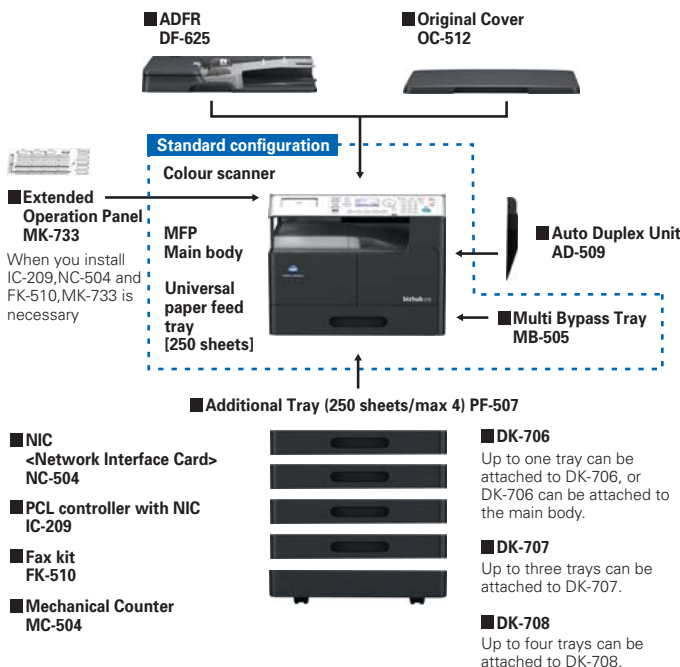 ■ADFR
DF-625
■Original Cover
OC-512
Standard configuration
Colour scanner
■Extended
Operation Panel
MK-733
When you install
IC-209,NC-504 and
FK-510,MK-733 is
necessary
MFP
Main body
Universal
paper feed
tray
[250 sheets]
bizhub
■Auto Duplex Unit
AD-509
■Multi Bypass Tray
MB-505
■Additional Tray (250 sheets/max 4) PF-507
■NIC
<Network Interface Card>
NC-504
■PCL controller with NIC
IC-209
■Fax kit
FK-510
■Mechanical Counter
MC-504
■DK-706
Up to one tray can be
attached to DK-706, or
DK-706 can be attached to
the main body.
■DK-707
Up to three trays can be
attached to DK-707.
■DK-708
Up to four trays can be
attached to DK-708.